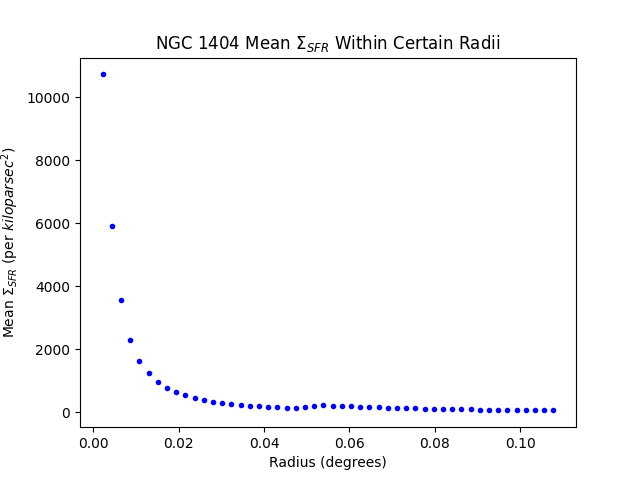 NGC 1404 Mean Σ_SFR Within Certain Radii
Mean Σ_SFR (per kiloparsec²)
10000
8000
6000
4000
2000
0
0.00 0.02 0.04 0.06 0.08 0.10
Radius (degrees)